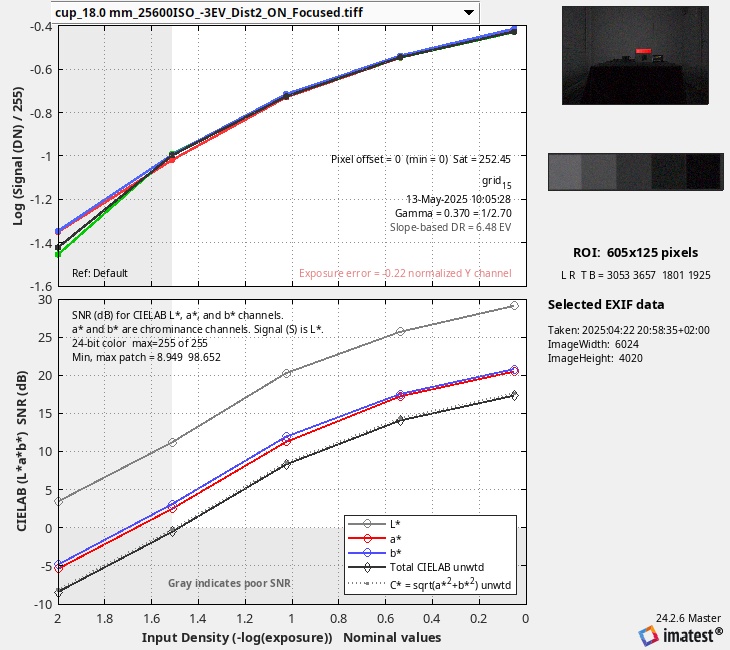 cup_18.0 mm_25600ISO_-3EV_Dist2_ON_Focused.tiff
-0.4
-0.6
-0.8
-1
-1.2
-1.4
-1.6
Log (Signal (DN) / 255)
Pixel offset = 0 (min = 0) Sat = 252.45
grid15
13-May-2025 10:05:28
Gamma = 0.370 = 1/2.70
Slope-based DR = 6.48 EV
Ref: Default
Exposure error = -0.22 normalized Y channel
ROI: 605x125 pixels
L R T B = 3053 3657 1801 1925
Selected EXIF data
Taken: 2025:04:22 20:58:35+02:00
ImageWidth: 6024
ImageHeight: 4020
30
25
20
15
10
5
0
-5
-10
CIELAB (L*a*b*) SNR (dB)
SNR (dB) for CIELAB L*, a*, and b* channels.
a* and b* are chrominance channels. Signal (S) is L*.
24-bit color max=255 of 255
Min, max patch = 8.949 98.652
L*
a*
b*
Total CIELAB unwtd
C* = sqrt(a*2+b*2) unwtd
Gray indicates poor SNR
2 1.8 1.6 1.4 1.2 1 0.8 0.6 0.4 0.2 0
Input Density (-log(exposure)) Nominal values
24.2.6 Master
imatest®